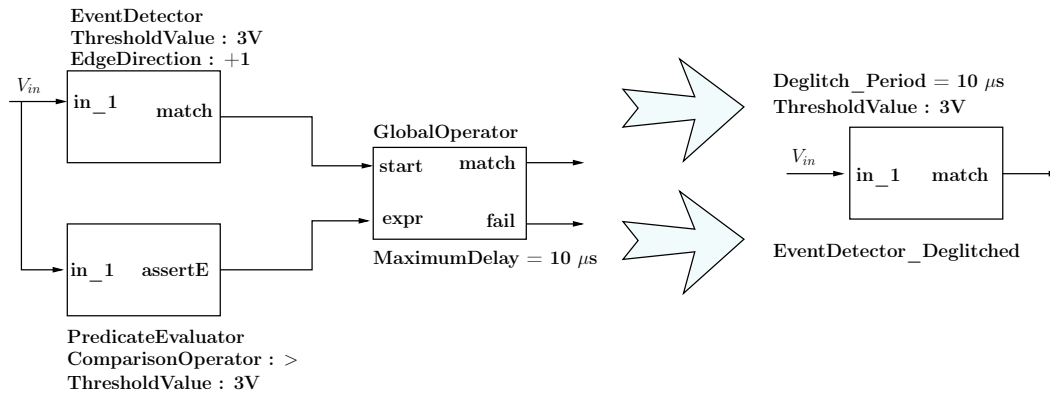 EventDetector
ThresholdValue : 3V
EdgeDirection : +1
V_in
in_1
match
in_1
assertE
PredicateEvaluator
ComparisonOperator : >
ThresholdValue : 3V
GlobalOperator
start
match
expr
fail
MaximumDelay = 10 μs
Deglitch_Period = 10 μs
ThresholdValue : 3V
V_in
in_1
match
EventDetector_Deglitched